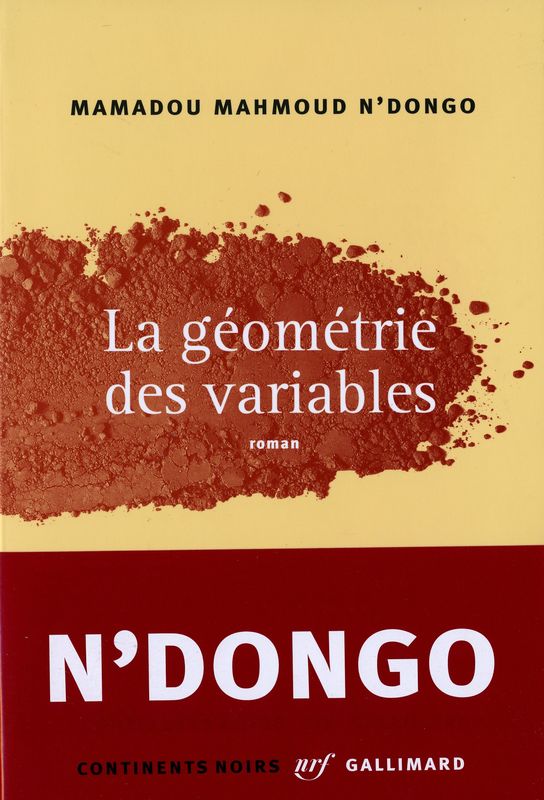 MAMADOU MAHMOUD N'DONGO
La géométrie
des variables
roman
N'DONGO
CONTINENTS NOIRS nrf GALLIMARD